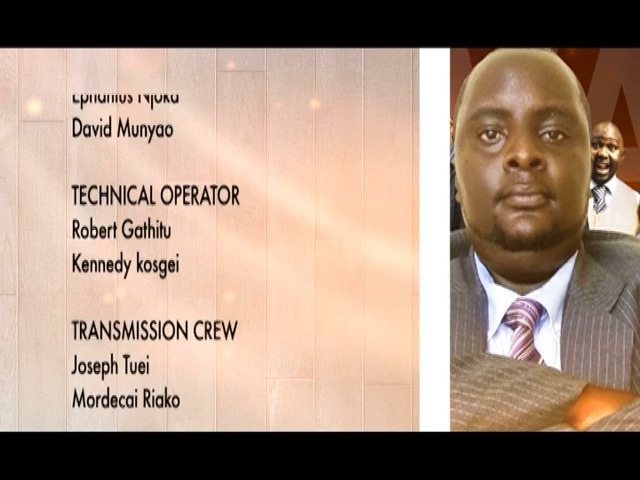 David Munyao
TECHNICAL OPERATOR
Robert Gathitu
Kennedy kosgei
TRANSMISSION CREW
Joseph Tuei
Mordecai Riako